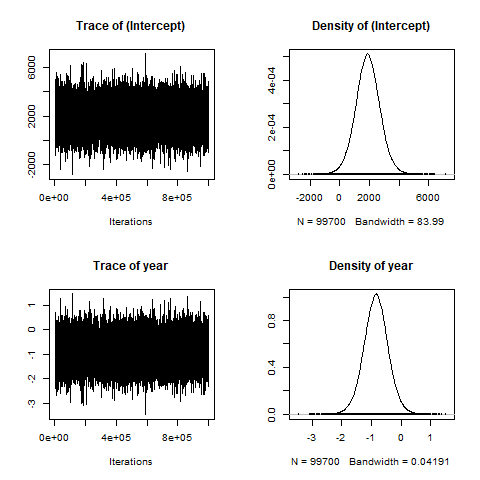 Trace of (Intercept)
6000
2000
-2000
0e+00 4e+05 8e+05
Iterations
Density of (Intercept)
4e-04
2e-04
0e+00
-2000 0 2000 6000
N = 99700 Bandwidth = 83.99
Trace of year
1
0
-1
-2
-3
0e+00 4e+05 8e+05
Iterations
Density of year
0.8
0.4
0.0
-3 -2 -1 0 1
N = 99700 Bandwidth = 0.04191